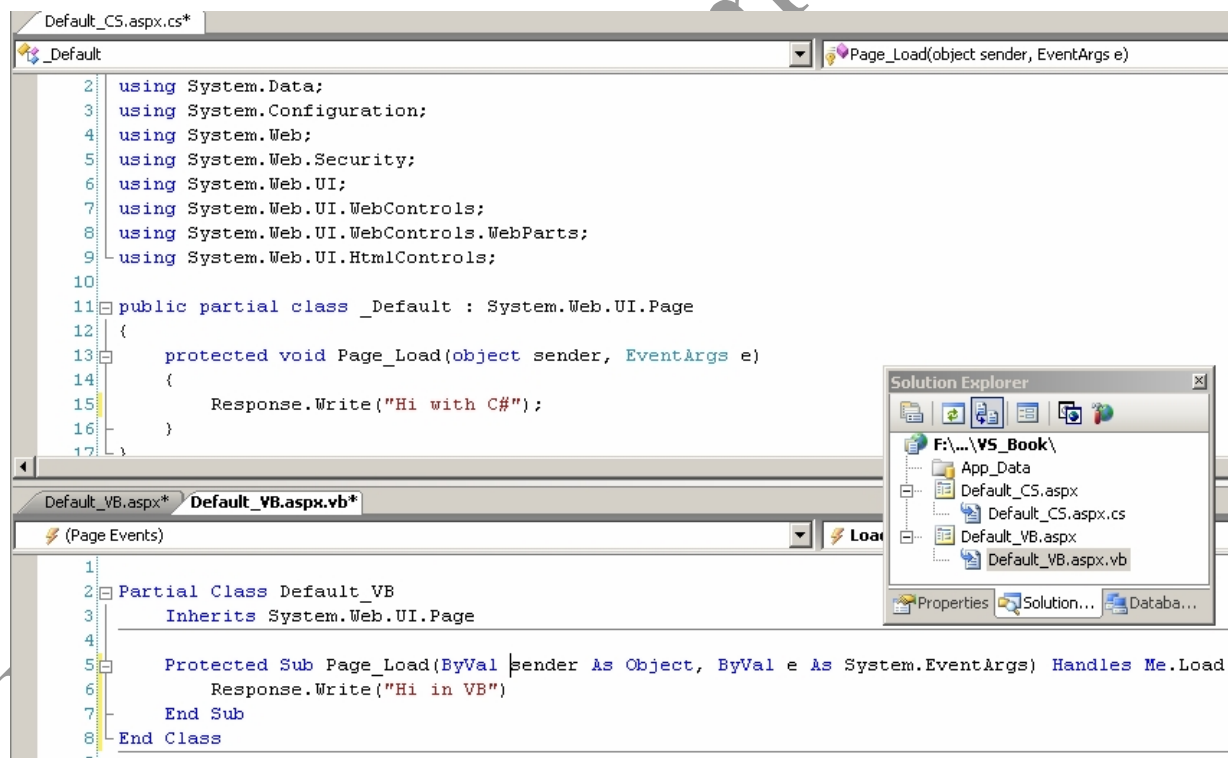 Default_CS.aspx.cs*
_Default
Page_Load(object sender, EventArgs e)
2 using System.Data;
3 using System.Configuration;
4 using System.Web;
5 using System.Web.Security;
6 using System.Web.UI;
7 using System.Web.UI.WebControls;
8 using System.Web.UI.WebControls.WebParts;
9 using System.Web.UI.HtmlControls;
10
11 public partial class _Default : System.Web.UI.Page
12 {
13 protected void Page_Load(object sender, EventArgs e)
14 {
15 Response.Write("Hi with C#");
16 }
17 }
Solution Explorer
F:\...\VS_Book\
App_Data
Default_CS.aspx
Default_CS.aspx.cs
Default_VB.aspx
Default_VB.aspx.vb
Properties Solution... Databa...
Default_VB.aspx* Default_VB.aspx.vb*
(Page Events)
Loa
1
2 Partial Class Default_VB
3 Inherits System.Web.UI.Page
4
5 Protected Sub Page_Load(ByVal sender As Object, ByVal e As System.EventArgs) Handles Me.Load
6 Response.Write("Hi in VB")
7 End Sub
8 End Class